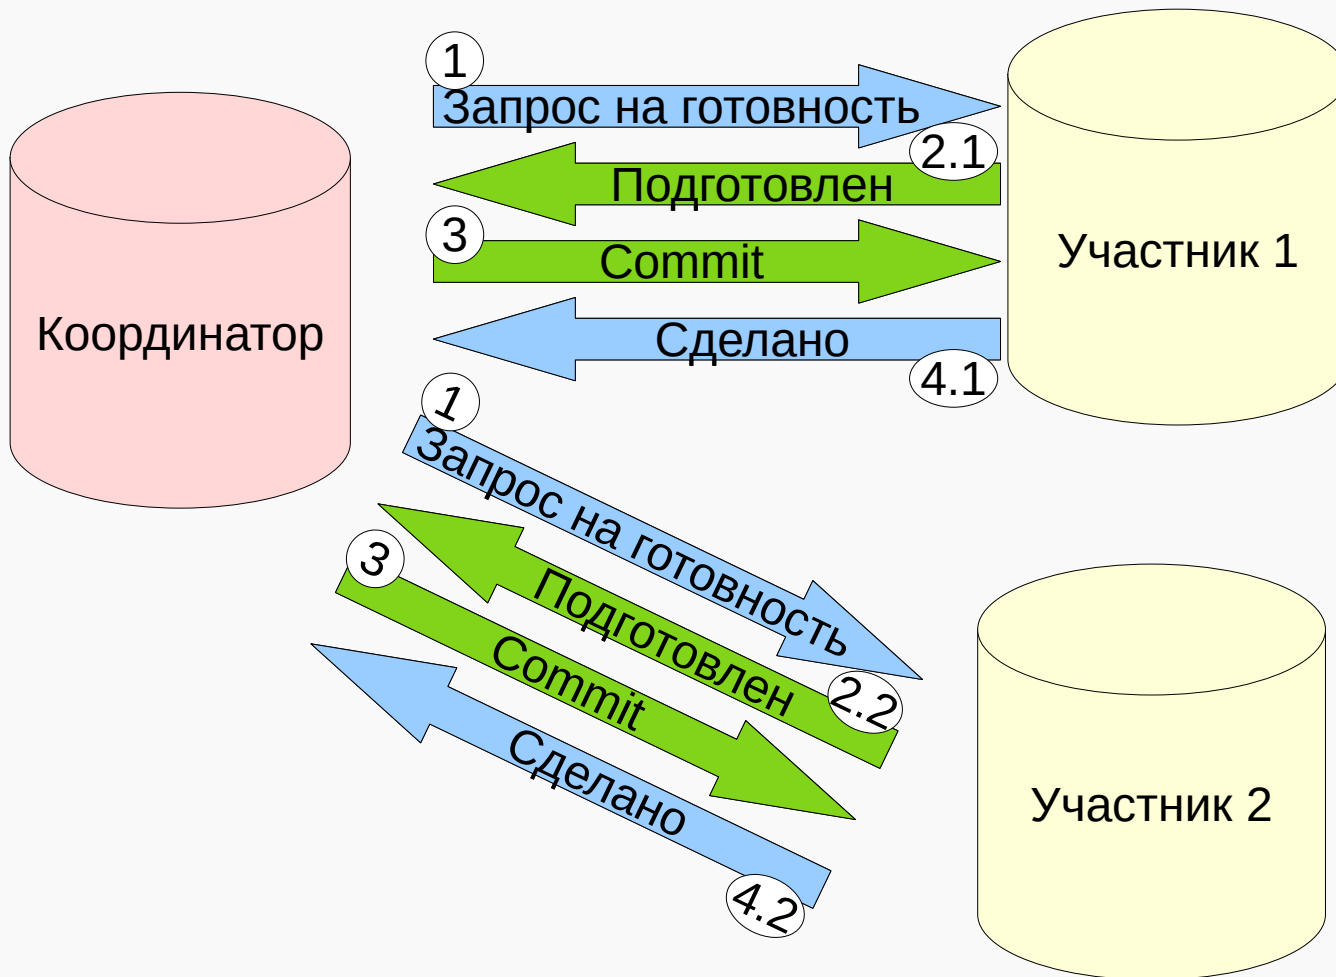 1
Запрос на готовность
2.1
Подготовлен
3
Commit
Сделано
4.1
Участник 1
Координатор
1
Запрос на готовность
2.2
Подготовлен
3
Commit
Сделано
4.2
Участник 2